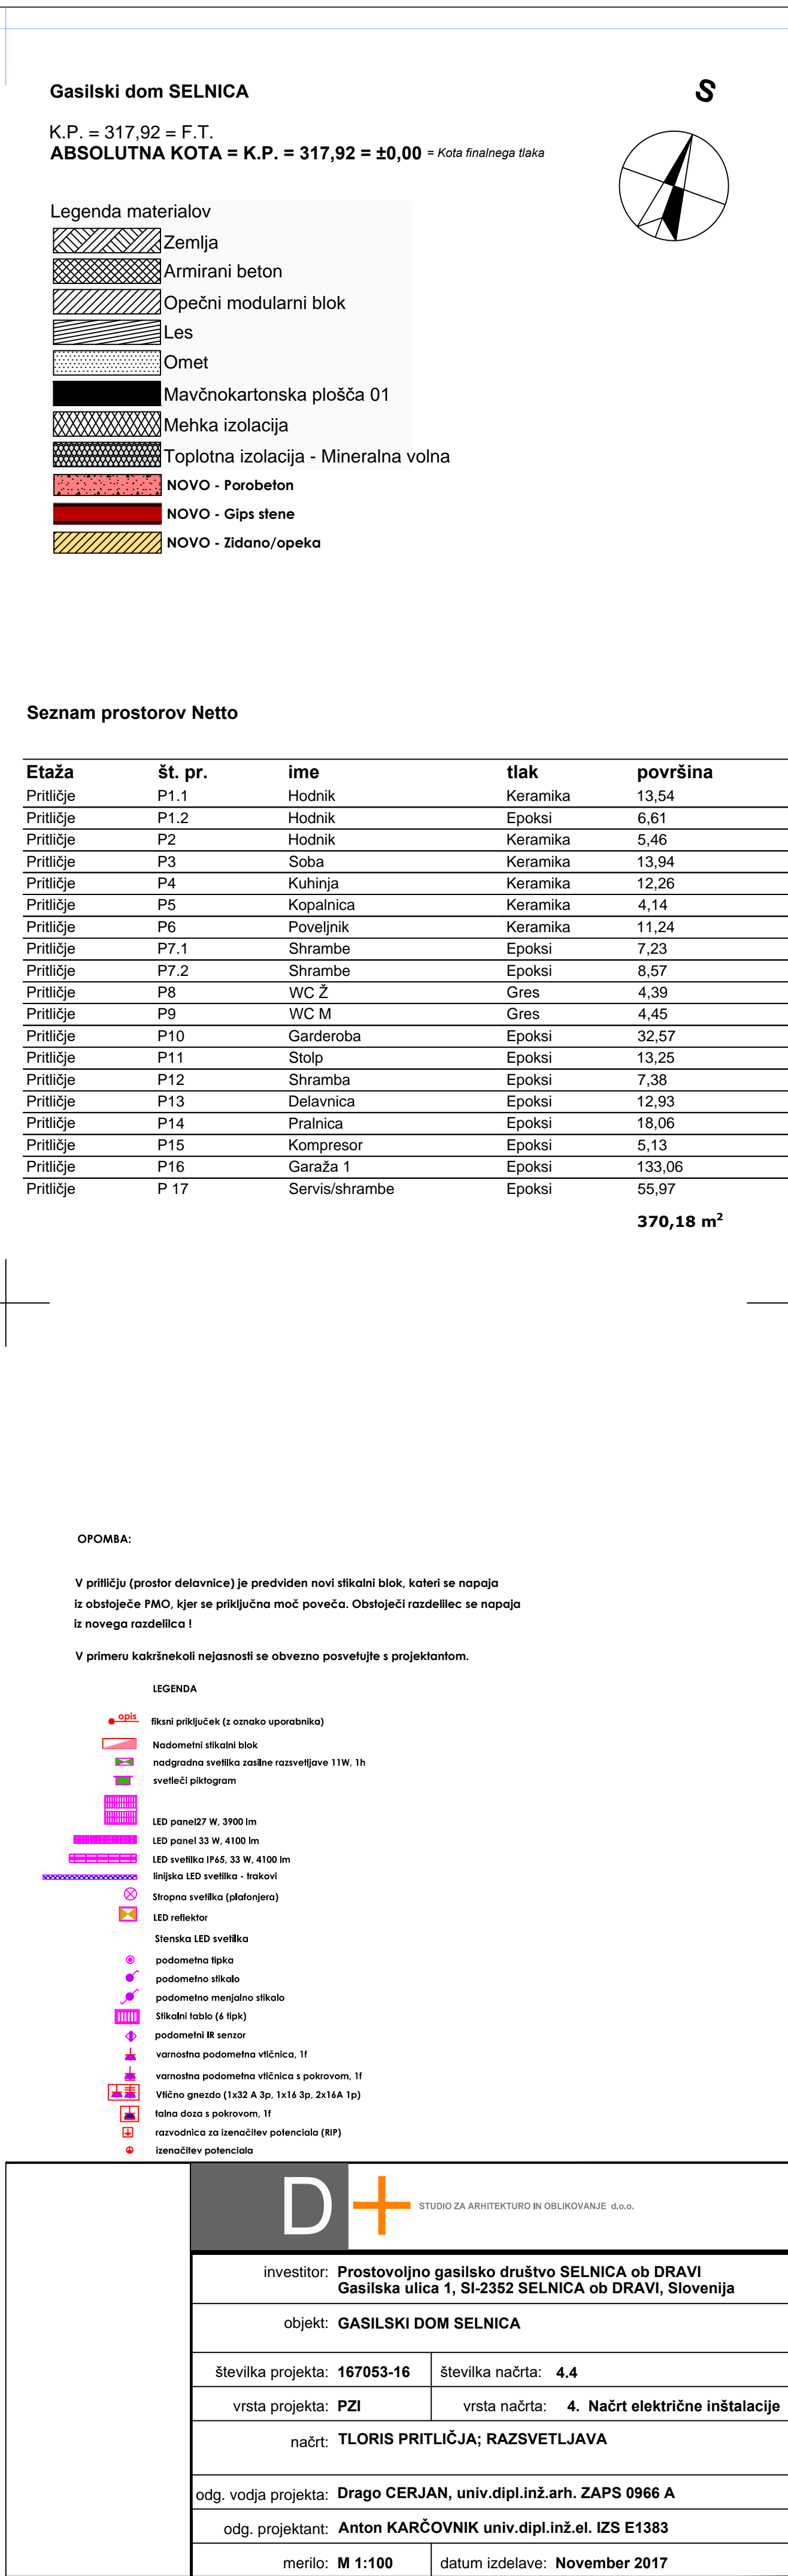 Gasilski dom SELNICA
S
K.P. = 317,92 = F.T.
ABSOLUTNA KOTA = K.P. = 317,92 = ±0,00 = Kota finalnega tlaka
Legenda materialov
Zemlja
Armirani beton
Opečni modularni blok
Les
Omet
Mavčnokartonska plošča 01
Mehka izolacija
Toplotna izolacija - Mineralna volna
NOVO - Porobeton
NOVO - Gips stene
NOVO - Zidano/opeka
Seznam prostorov Netto
Etaža št. pr. ime tlak površina
Pritličje P1.1 Hodnik Keramika 13,54
Pritličje P1.2 Hodnik Epoksi 6,61
Pritličje P2 Hodnik Keramika 5,46
Pritličje P3 Soba Keramika 13,94
Pritličje P4 Kuhinja Keramika 12,26
Pritličje P5 Kopalnica Keramika 4,14
Pritličje P6 Poveljnik Keramika 11,24
Pritličje P7.1 Shrambe Epoksi 7,23
Pritličje P7.2 Shrambe Epoksi 8,57
Pritličje P8 WC Ž Gres 4,39
Pritličje P9 WC M Gres 4,45
Pritličje P10 Garderoba Epoksi 32,57
Pritličje P11 Stolp Epoksi 13,25
Pritličje P12 Shramba Epoksi 7,38
Pritličje P13 Delavnica Epoksi 12,93
Pritličje P14 Pralnica Epoksi 18,06
Pritličje P15 Kompresor Epoksi 5,13
Pritličje P16 Garaža 1 Epoksi 133,06
Pritličje P 17 Servis/shrambe Epoksi 55,97
370,18 m²
OPOMBA:
V pritličju (prostor delavnice) je predviden novi stikalni blok, kateri se napaja
iz obstoječe PMO, kjer se priključna moč poveča. Obstoječi razdelilec se napaja
iz novega razdelilca !
V primeru kakršnekoli nejasnosti se obvezno posvetujte s projektantom.
LEGENDA
opis fiksni priključek (z oznako uporabnika)
Nadometni stikalni blok
nadgradna svetilka zasilne razsvetljave 11W, 1h
svetleči piktogram
LED panel27 W, 3900 lm
LED panel 33 W, 4100 lm
LED svetilka IP65, 33 W, 4100 lm
linijska LED svetilka - trakovi
Stropna svetilka (plafonjera)
LED reflektor
Stenska LED svetilka
podometna tipka
podometno stikalo
podometno menjalno stikalo
Stikalni tablo (6 tipk)
podometni IR senzor
varnostna podometna vtičnica, 1f
varnostna podometna vtičnica s pokrovom, 1f
Vtično gnezdo (1x32 A 3p, 1x16 3p, 2x16A 1p)
talna doza s pokrovom, 1f
razvodnica za izenačitev potenciala (RIP)
izenačitev potenciala
D+ STUDIO ZA ARHITEKTURO IN OBLIKOVANJE d.o.o.
investitor: Prostovoljno gasilsko društvo SELNICA ob DRAVI
Gasilska ulica 1, SI-2352 SELNICA ob DRAVI, Slovenija
objekt: GASILSKI DOM SELNICA
številka projekta: 167053-16 številka načrta: 4.4
vrsta projekta: PZI vrsta načrta: 4. Načrt električne inštalacije
načrt: TLORIS PRITLIČJA; RAZSVETLJAVA
odg. vodja projekta: Drago CERJAN, univ.dipl.inž.arh. ZAPS 0966 A
odg. projektant: Anton KARČOVNIK univ.dipl.inž.el. IZS E1383
merilo: M 1:100 datum izdelave: November 2017